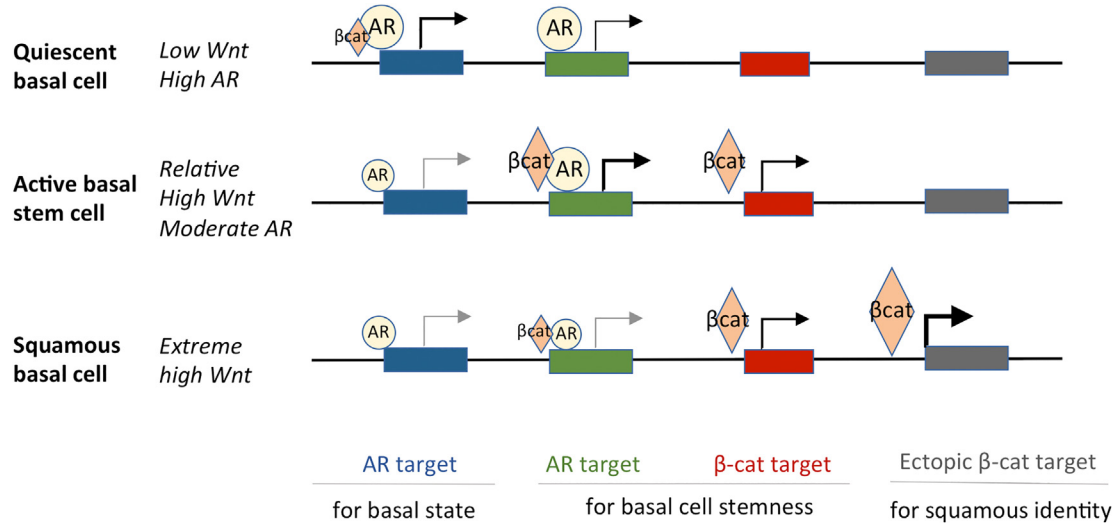 Quiescent
basal cell
Low Wnt
High AR
βcat
AR
AR
Active basal
stem cell
Relative
High Wnt
Moderate AR
AR
βcat
AR
βcat
Squamous
basal cell
Extreme
high Wnt
AR
βcat
AR
βcat
βcat
AR target
AR target
β-cat target
Ectopic β-cat target
for basal state
for basal cell stemness
for squamous identity